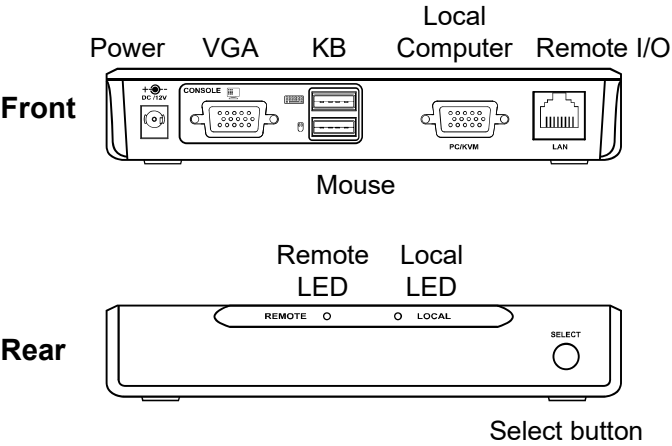 Local
Power VGA KB Computer Remote I/O
Front
DC /12V
CONSOLE
PC/KVM
LAN
Mouse
Remote Local
LED LED
Rear
REMOTE LOCAL
SELECT
Select button